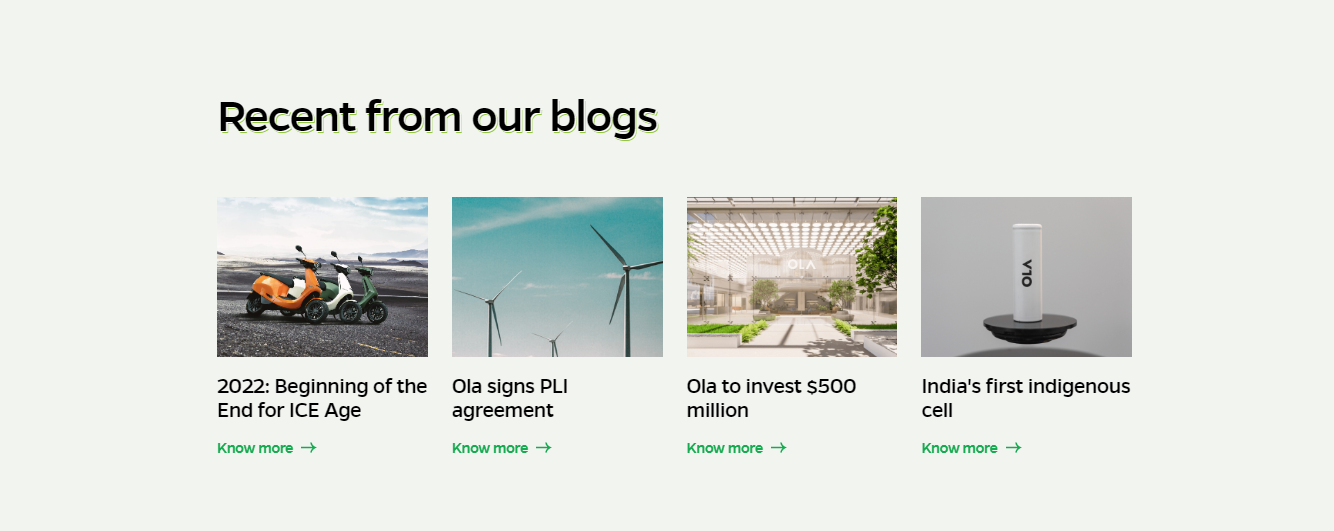 Recent from our blogs
OLA
OLA
2022: Beginning of the
End for ICE Age
Ola signs PLI
agreement
Ola to invest $500
million
India's first indigenous
cell
Know more
Know more
Know more
Know more